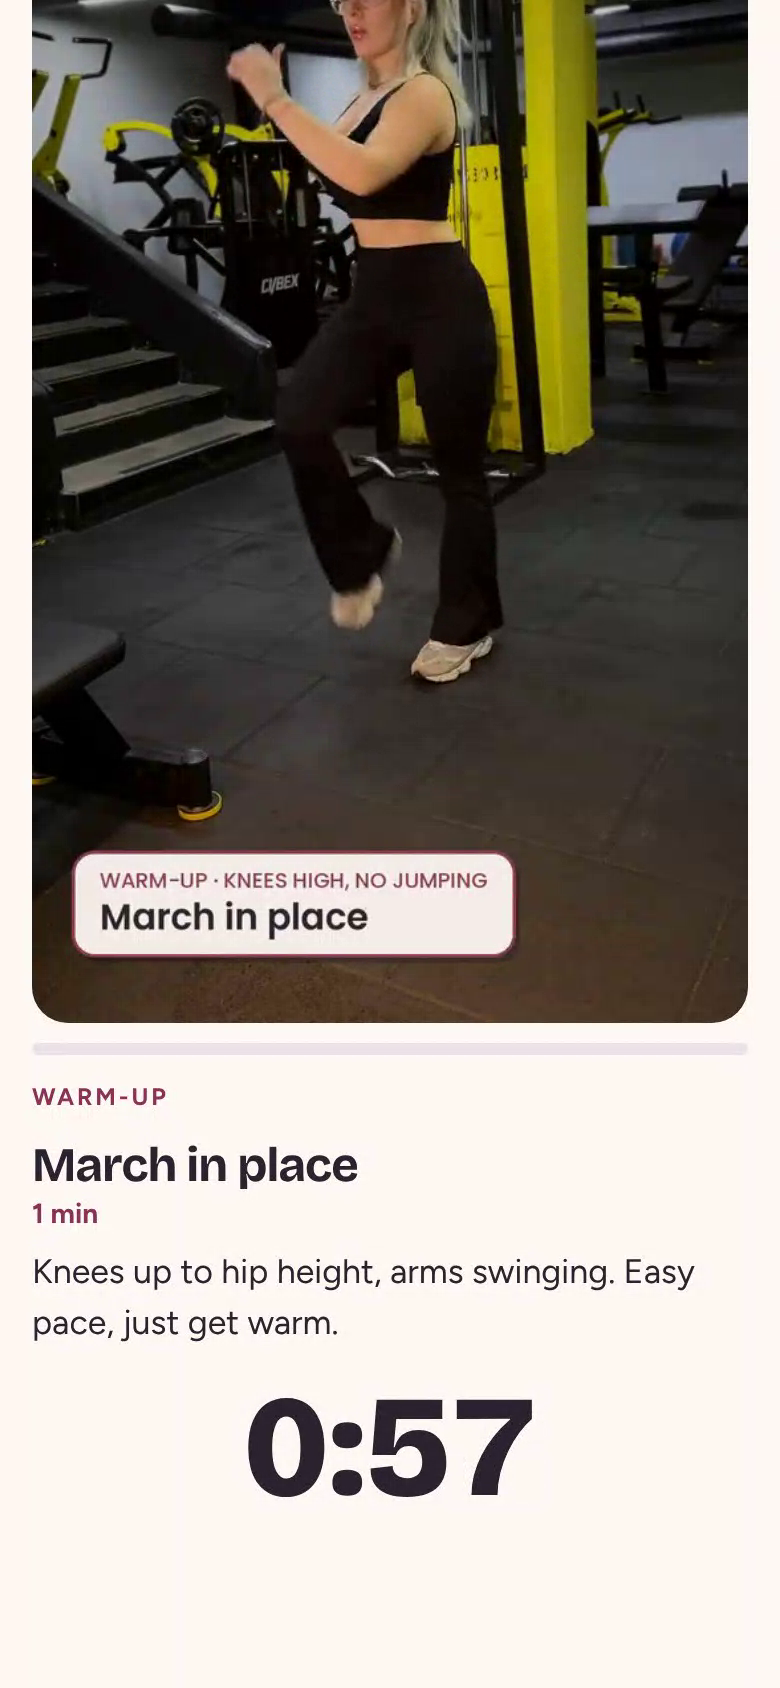 CYBEX
WARM-UP · KNEES HIGH, NO JUMPING
March in place
WARM-UP
March in place
1 min
Knees up to hip height, arms swinging. Easy
pace, just get warm.
0:57